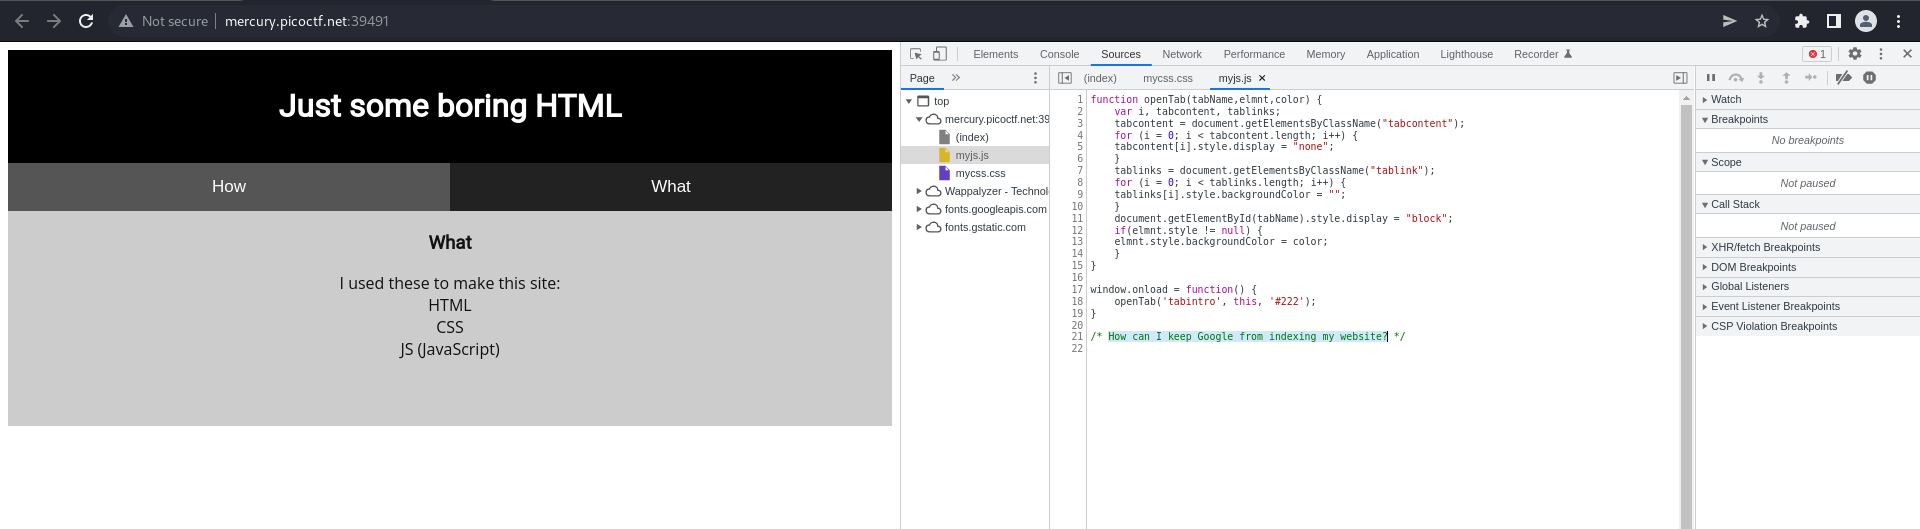 Not secure | mercury.picoctf.net:39491
Just some boring HTML
How What
What
I used these to make this site:
HTML
CSS
JS (JavaScript)
Elements Console Sources Network Performance Memory Application Lighthouse Recorder 1
Page »
top
mercury.picoctf.net:39
(index)
myjs.js
mycss.css
Wappalyzer - Technol
fonts.googleapis.com
fonts.gstatic.com
(index) mycss.css myjs.js ×
1 function openTab(tabName,elmnt,color) {
2 var i, tabcontent, tablinks;
3 tabcontent = document.getElementsByClassName("tabcontent");
4 for (i = 0; i < tabcontent.length; i++) {
5 tabcontent[i].style.display = "none";
6 }
7 tablinks = document.getElementsByClassName("tablink");
8 for (i = 0; i < tablinks.length; i++) {
9 tablinks[i].style.backgroundColor = "";
10 }
11 document.getElementById(tabName).style.display = "block";
12 if(elmnt.style != null) {
13 elmnt.style.backgroundColor = color;
14 }
15 }
16
17 window.onload = function() {
18 openTab('tabintro', this, '#222');
19 }
20
21 /* How can I keep Google from indexing my website? */
22
Watch
Breakpoints
No breakpoints
Scope
Not paused
Call Stack
Not paused
XHR/fetch Breakpoints
DOM Breakpoints
Global Listeners
Event Listener Breakpoints
CSP Violation Breakpoints